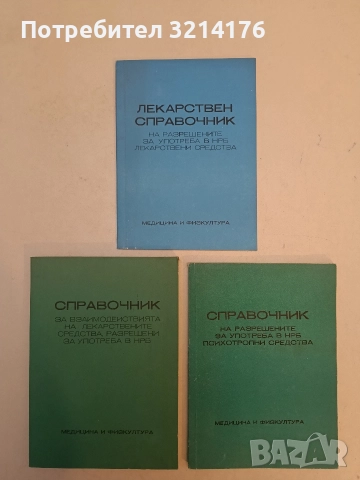 Потребител 3214176
ЛЕКАРСТВЕН
СПРАВОЧНИК
НА РАЗРЕШЕНИТЕ
ЗА УПОТРЕБА В НРБ
ЛЕКАРСТВЕНИ СРЕДСТВА
МЕДИЦИНА И ФИЗКУЛТУРА
СПРАВОЧНИК
ЗА ВЗАИМОДЕЙСТВИЯТА
НА ЛЕКАРСТВЕНИТЕ
СРЕДСТВА, РАЗРЕШЕНИ
ЗА УПОТРЕБА В НРБ
МЕДИЦИНА И ФИЗКУЛТУРА
СПРАВОЧНИК
НА РАЗРЕШЕНИТЕ
ЗА УПОТРЕБА В НРБ
ПСИХОТРОПНИ СРЕДСТВА
МЕДИЦИНА И ФИЗКУЛТУРА
BAZAR